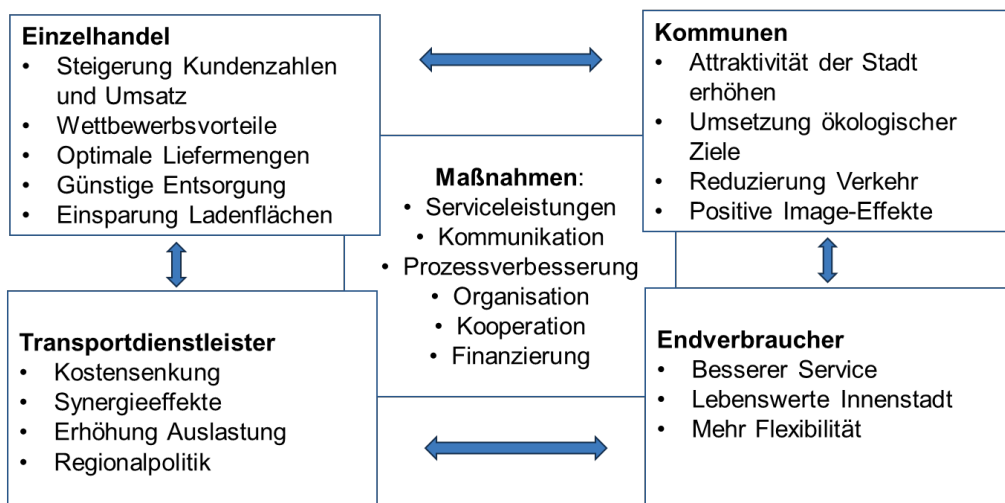 Einzelhandel
• Steigerung Kundenzahlen
und Umsatz
• Wettbewerbsvorteile
• Optimale Liefermengen
• Günstige Entsorgung
• Einsparung Ladenflächen
Kommunen
• Attraktivität der Stadt
erhöhen
• Umsetzung ökologischer
Ziele
• Reduzierung Verkehr
• Positive Image-Effekte
Maßnahmen:
• Serviceleistungen
• Kommunikation
• Prozessverbesserung
• Organisation
• Kooperation
• Finanzierung
Transportdienstleister
• Kostensenkung
• Synergieeffekte
• Erhöhung Auslastung
• Regionalpolitik
Endverbraucher
• Besserer Service
• Lebenswerte Innenstadt
• Mehr Flexibilität